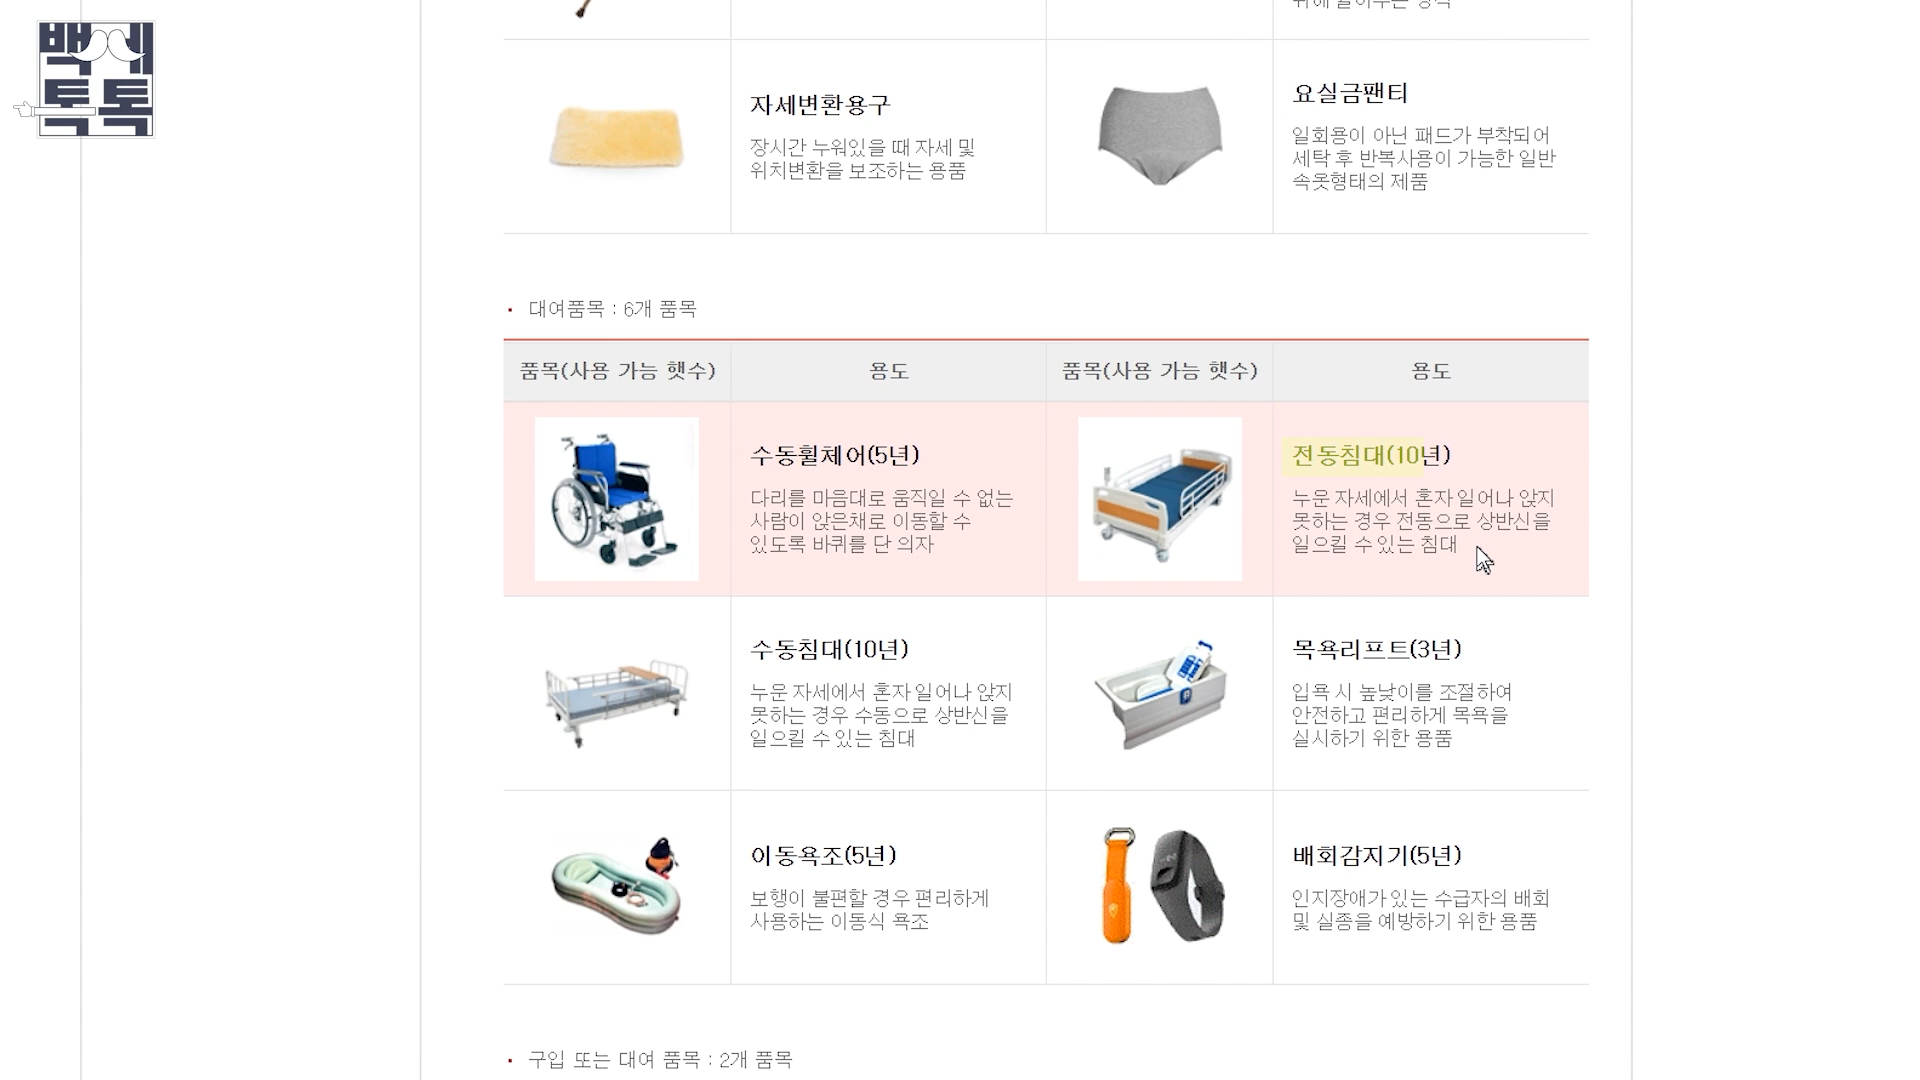 백세
톡톡
자세변환용구
장시간 누워있을 때 자세 및
위치변환을 보조하는 용품
요실금팬티
일회용이 아닌 패드가 부착되어
세탁 후 반복사용이 가능한 일반
속옷형태의 제품
대여품목 : 6개 품목
품목(사용 가능 햇수)
용도
품목(사용 가능 햇수)
용도
수동휠체어(5년)
다리를 마음대로 움직일 수 없는
사람이 앉은채로 이동할 수
있도록 바퀴를 단 의자
전동침대(10년)
누운 자세에서 혼자 일어나 앉지
못하는 경우 전동으로 상반신을
일으킬 수 있는 침대
수동침대(10년)
누운 자세에서 혼자 일어나 앉지
못하는 경우 수동으로 상반신을
일으킬 수 있는 침대
목욕리프트(3년)
입욕 시 높낮이를 조절하여
안전하고 편리하게 목욕을
실시하기 위한 용품
이동욕조(5년)
보행이 불편할 경우 편리하게
사용하는 이동식 욕조
배회감지기(5년)
인지장애가 있는 수급자의 배회
및 실종을 예방하기 위한 용품
구입 또는 대여 품목 : 2개 품목